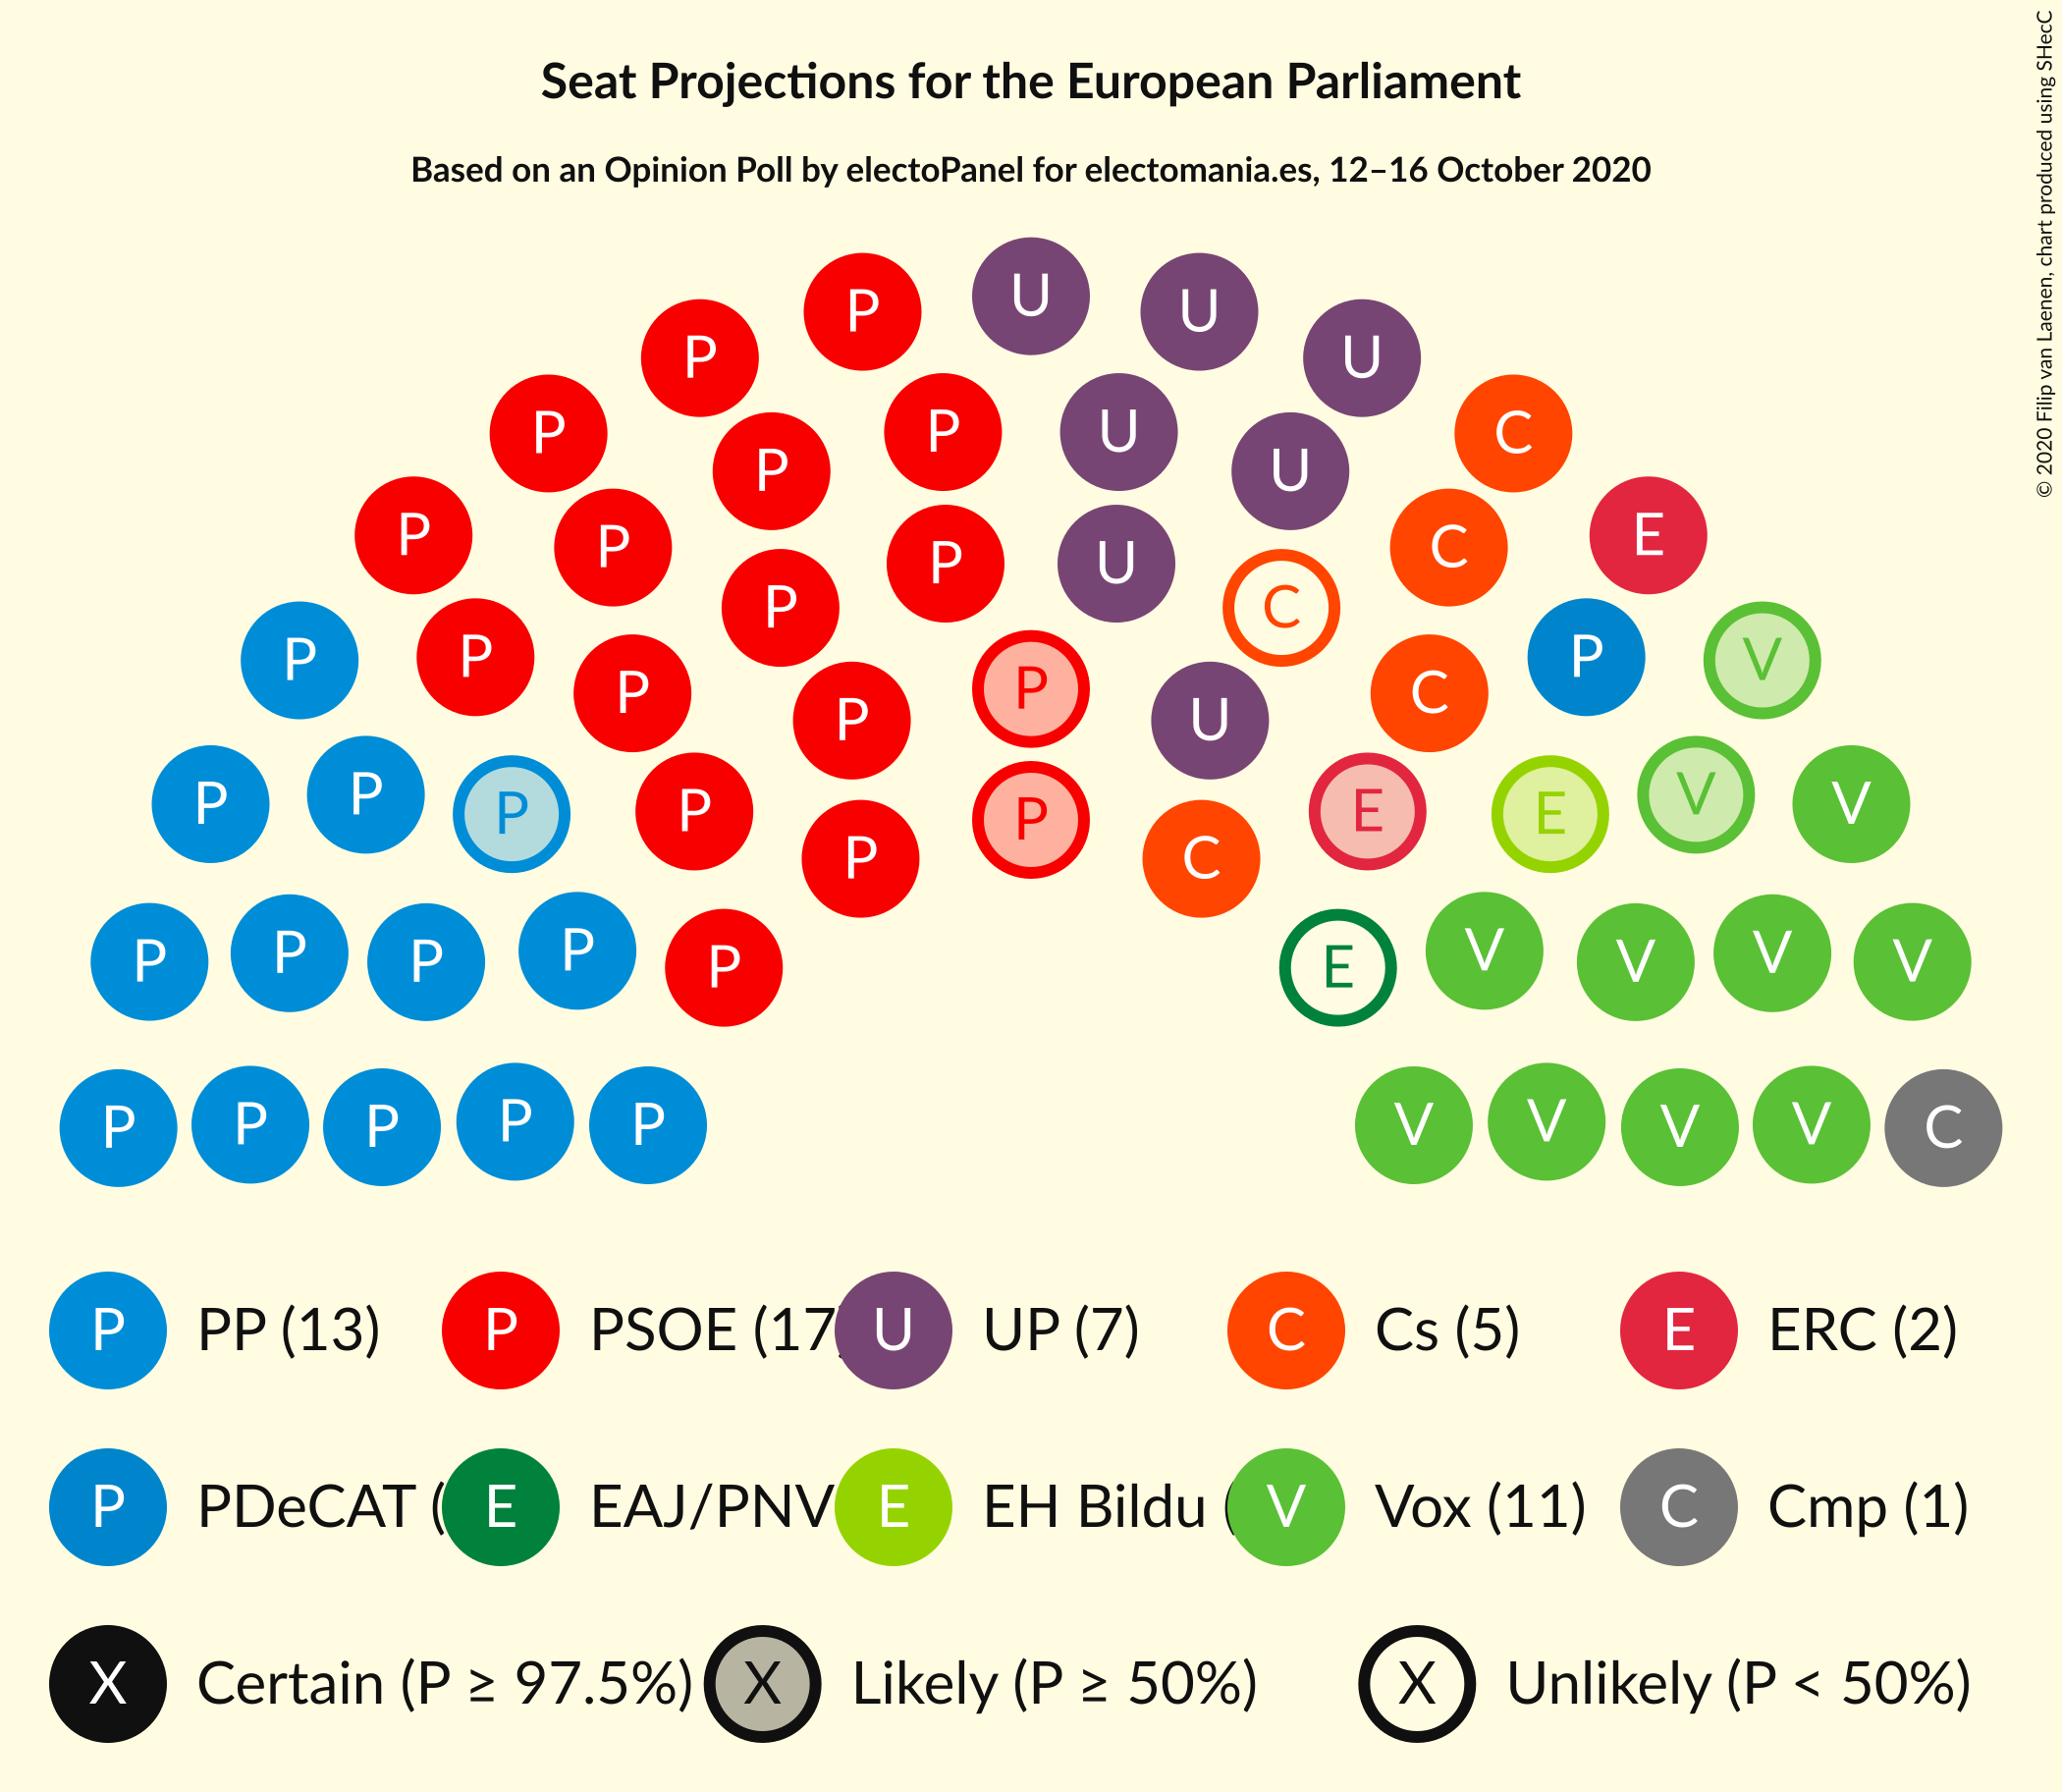 © 2020 Filip van Laenen, chart produced using SHecC
Seat Projections for the European Parliament
Based on an Opinion Poll by electoPanel for electomania.es, 12–16 October 2020
U
P U
P U
P P U C
P U
P E
P C
P U
P C
P P P V
P P C
P U
P P P P P E E V V
P C
P P P P P E V V V V
P P P P P V V V V C
P PP (13) P PSOE (17 U UP (7) C Cs (5) E ERC (2)
P PDeCAT ( E EAJ/PNV E EH Bildu ( V Vox (11) C Cmp (1)
X Certain (P ≥ 97.5%) X Likely (P ≥ 50%) X Unlikely (P < 50%)